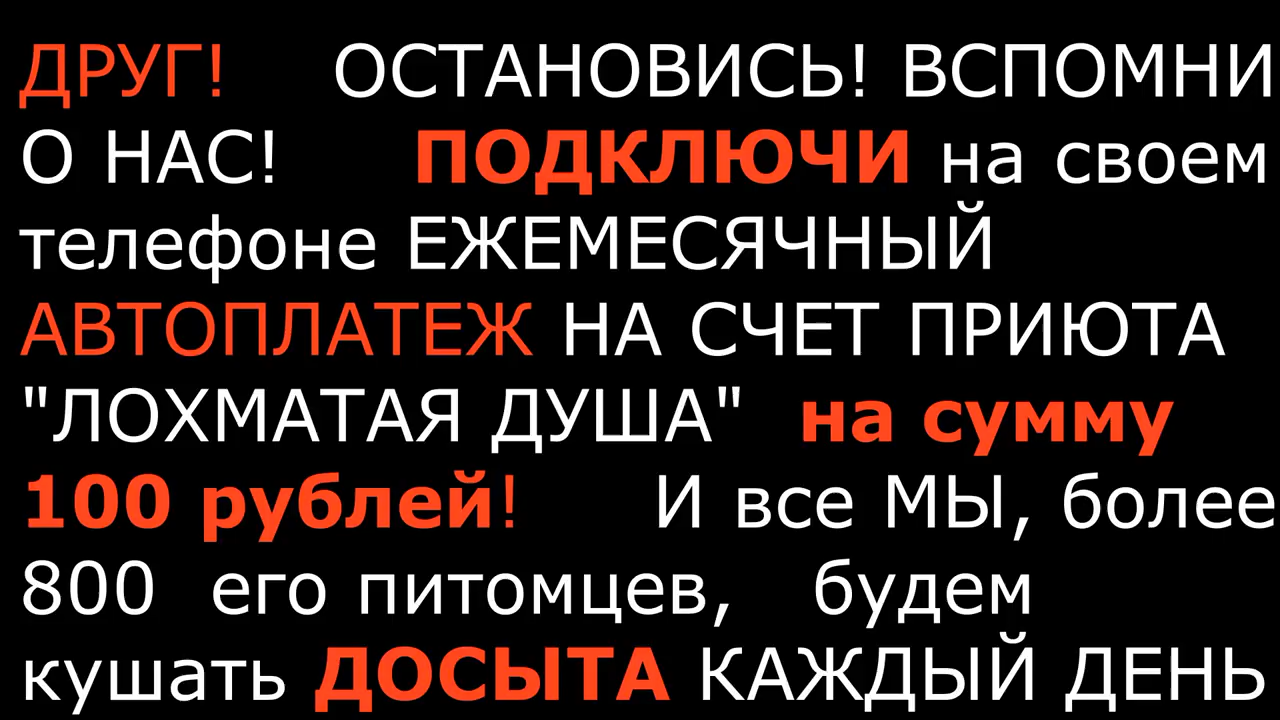 ДРУГ! ОСТАНОВИСЬ! ВСПОМНИ
О НАС! ПОДКЛЮЧИ на своем
телефоне ЕЖЕМЕСЯЧНЫЙ
АВТОПЛАТЕЖ НА СЧЕТ ПРИЮТА
"ЛОХМАТАЯ ДУША" на сумму
100 рублей! И все МЫ, более
800 его питомцев, будем
кушать ДОСЫТА КАЖДЫЙ ДЕНЬ